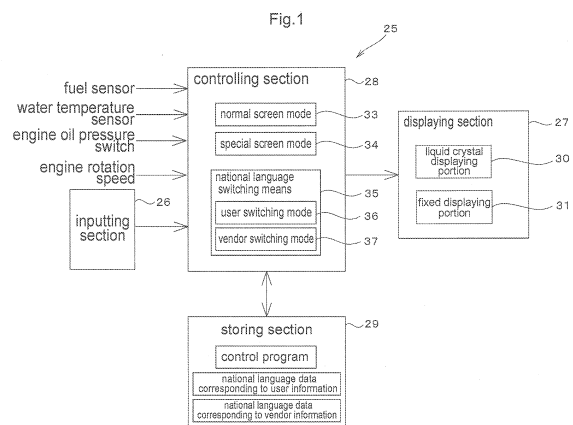 Fig.1
25
fuel sensor
water temperature
sensor
engine oil pressure
switch
engine rotation
speed
26
inputting
section
controlling section
28
normal screen mode
33
special screen mode
34
national language
switching means
35
user switching mode
36
vendor switching mode
37
displaying section
27
liquid crystal
displaying
portion
30
fixed displaying
portion
31
storing section
29
control program
national language data
corresponding to user information
national language data
corresponding to vendor information